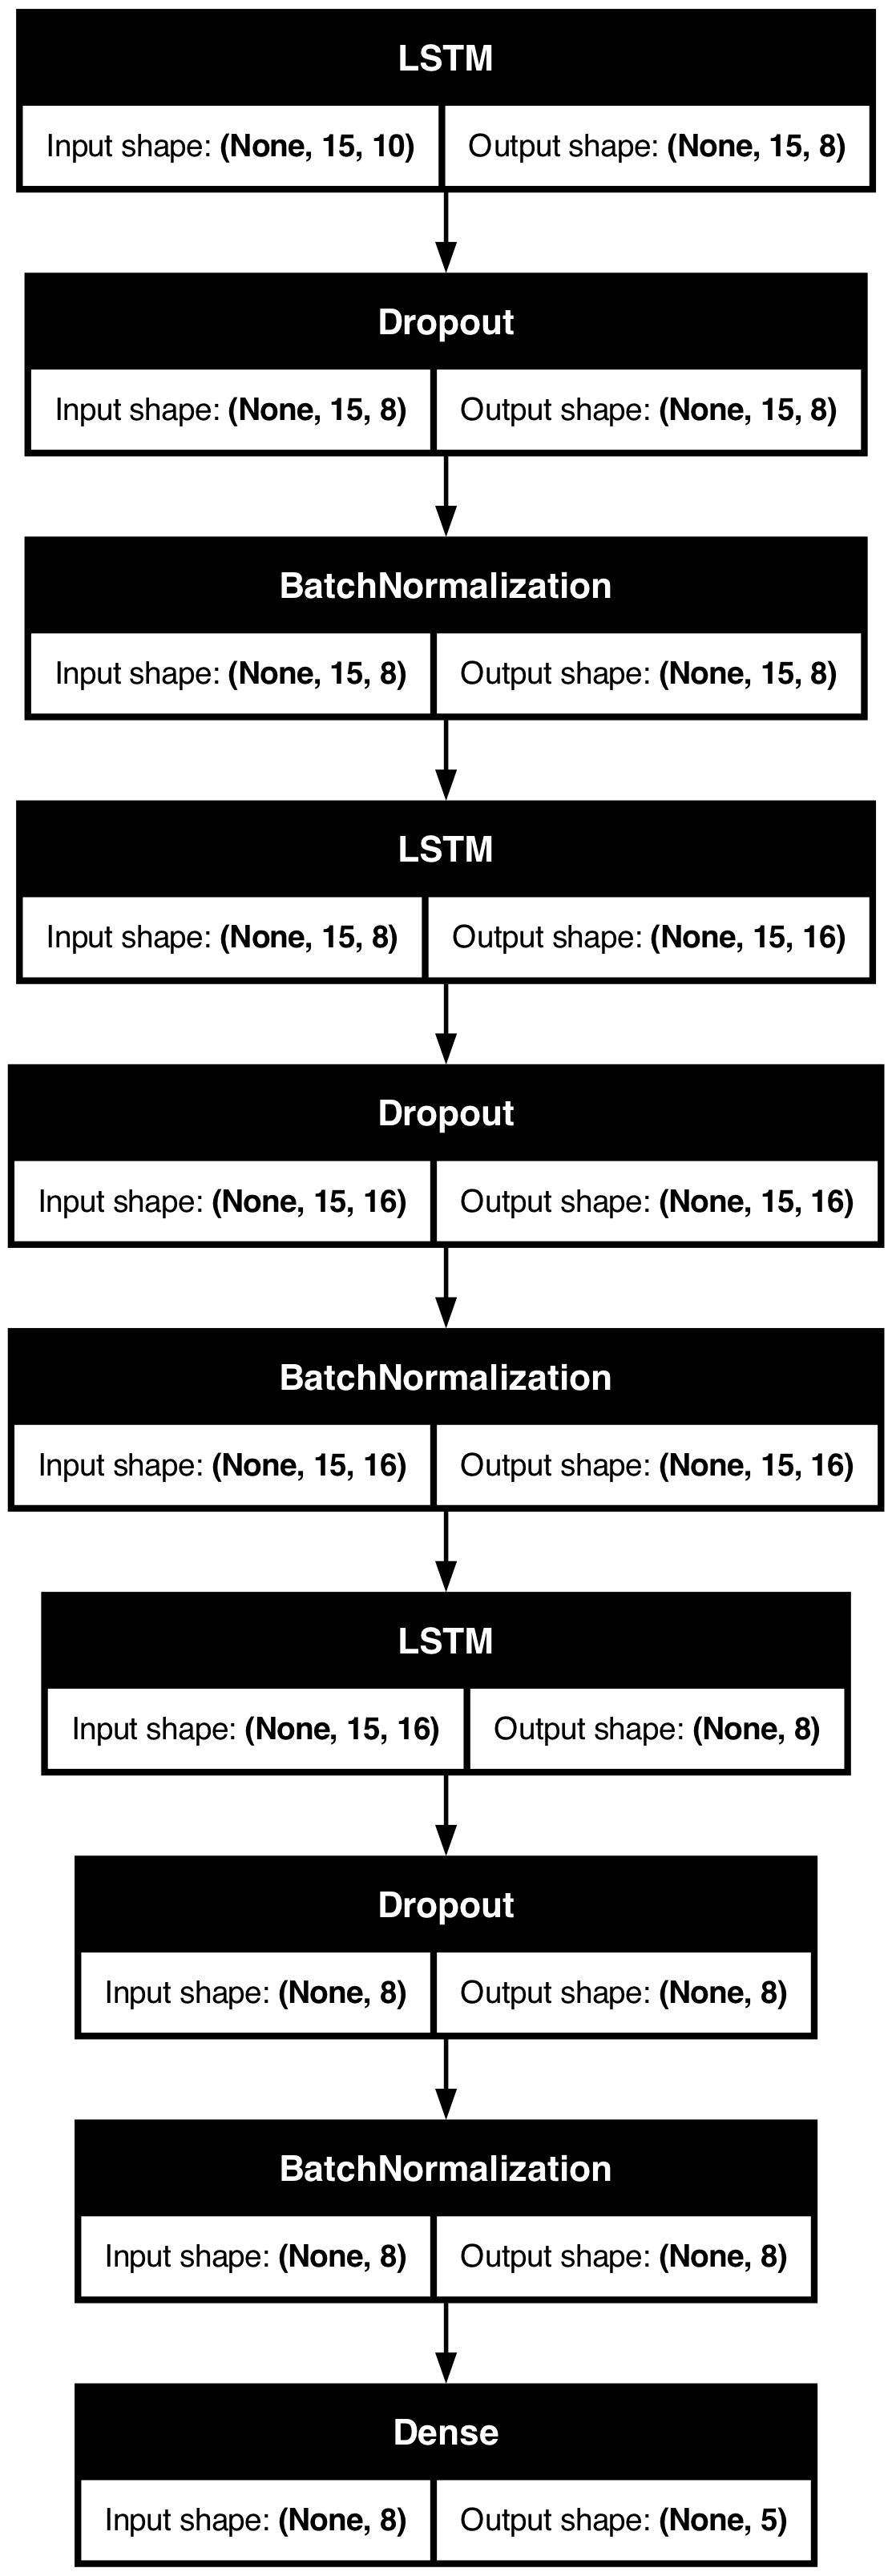 LSTM
Input shape: (None, 15, 10) Output shape: (None, 15, 8)
Dropout
Input shape: (None, 15, 8) Output shape: (None, 15, 8)
BatchNormalization
Input shape: (None, 15, 8) Output shape: (None, 15, 8)
LSTM
Input shape: (None, 15, 8) Output shape: (None, 15, 16)
Dropout
Input shape: (None, 15, 16) Output shape: (None, 15, 16)
BatchNormalization
Input shape: (None, 15, 16) Output shape: (None, 15, 16)
LSTM
Input shape: (None, 15, 16) Output shape: (None, 8)
Dropout
Input shape: (None, 8) Output shape: (None, 8)
BatchNormalization
Input shape: (None, 8) Output shape: (None, 8)
Dense
Input shape: (None, 8) Output shape: (None, 5)